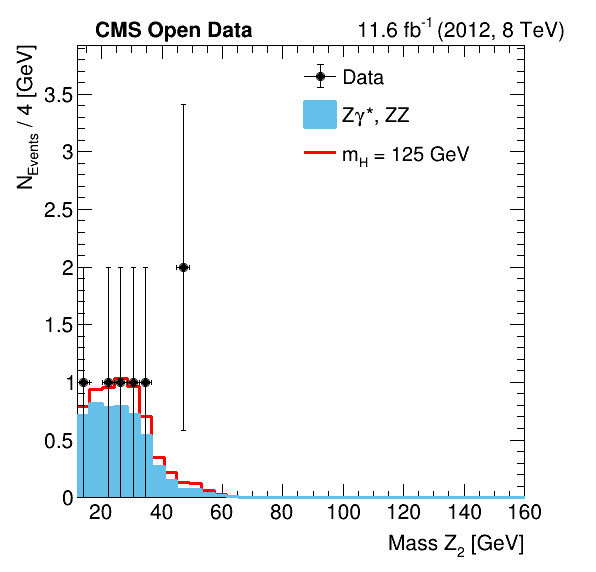 CMS Open Data 11.6 fb⁻¹ (2012, 8 TeV)
N_Events / 4 [GeV]
Data
Zγ*, ZZ
m_H = 125 GeV
3.5
3
2.5
2
1.5
1
0.5
0
20 40 60 80 100 120 140 160
Mass Z₂ [GeV]